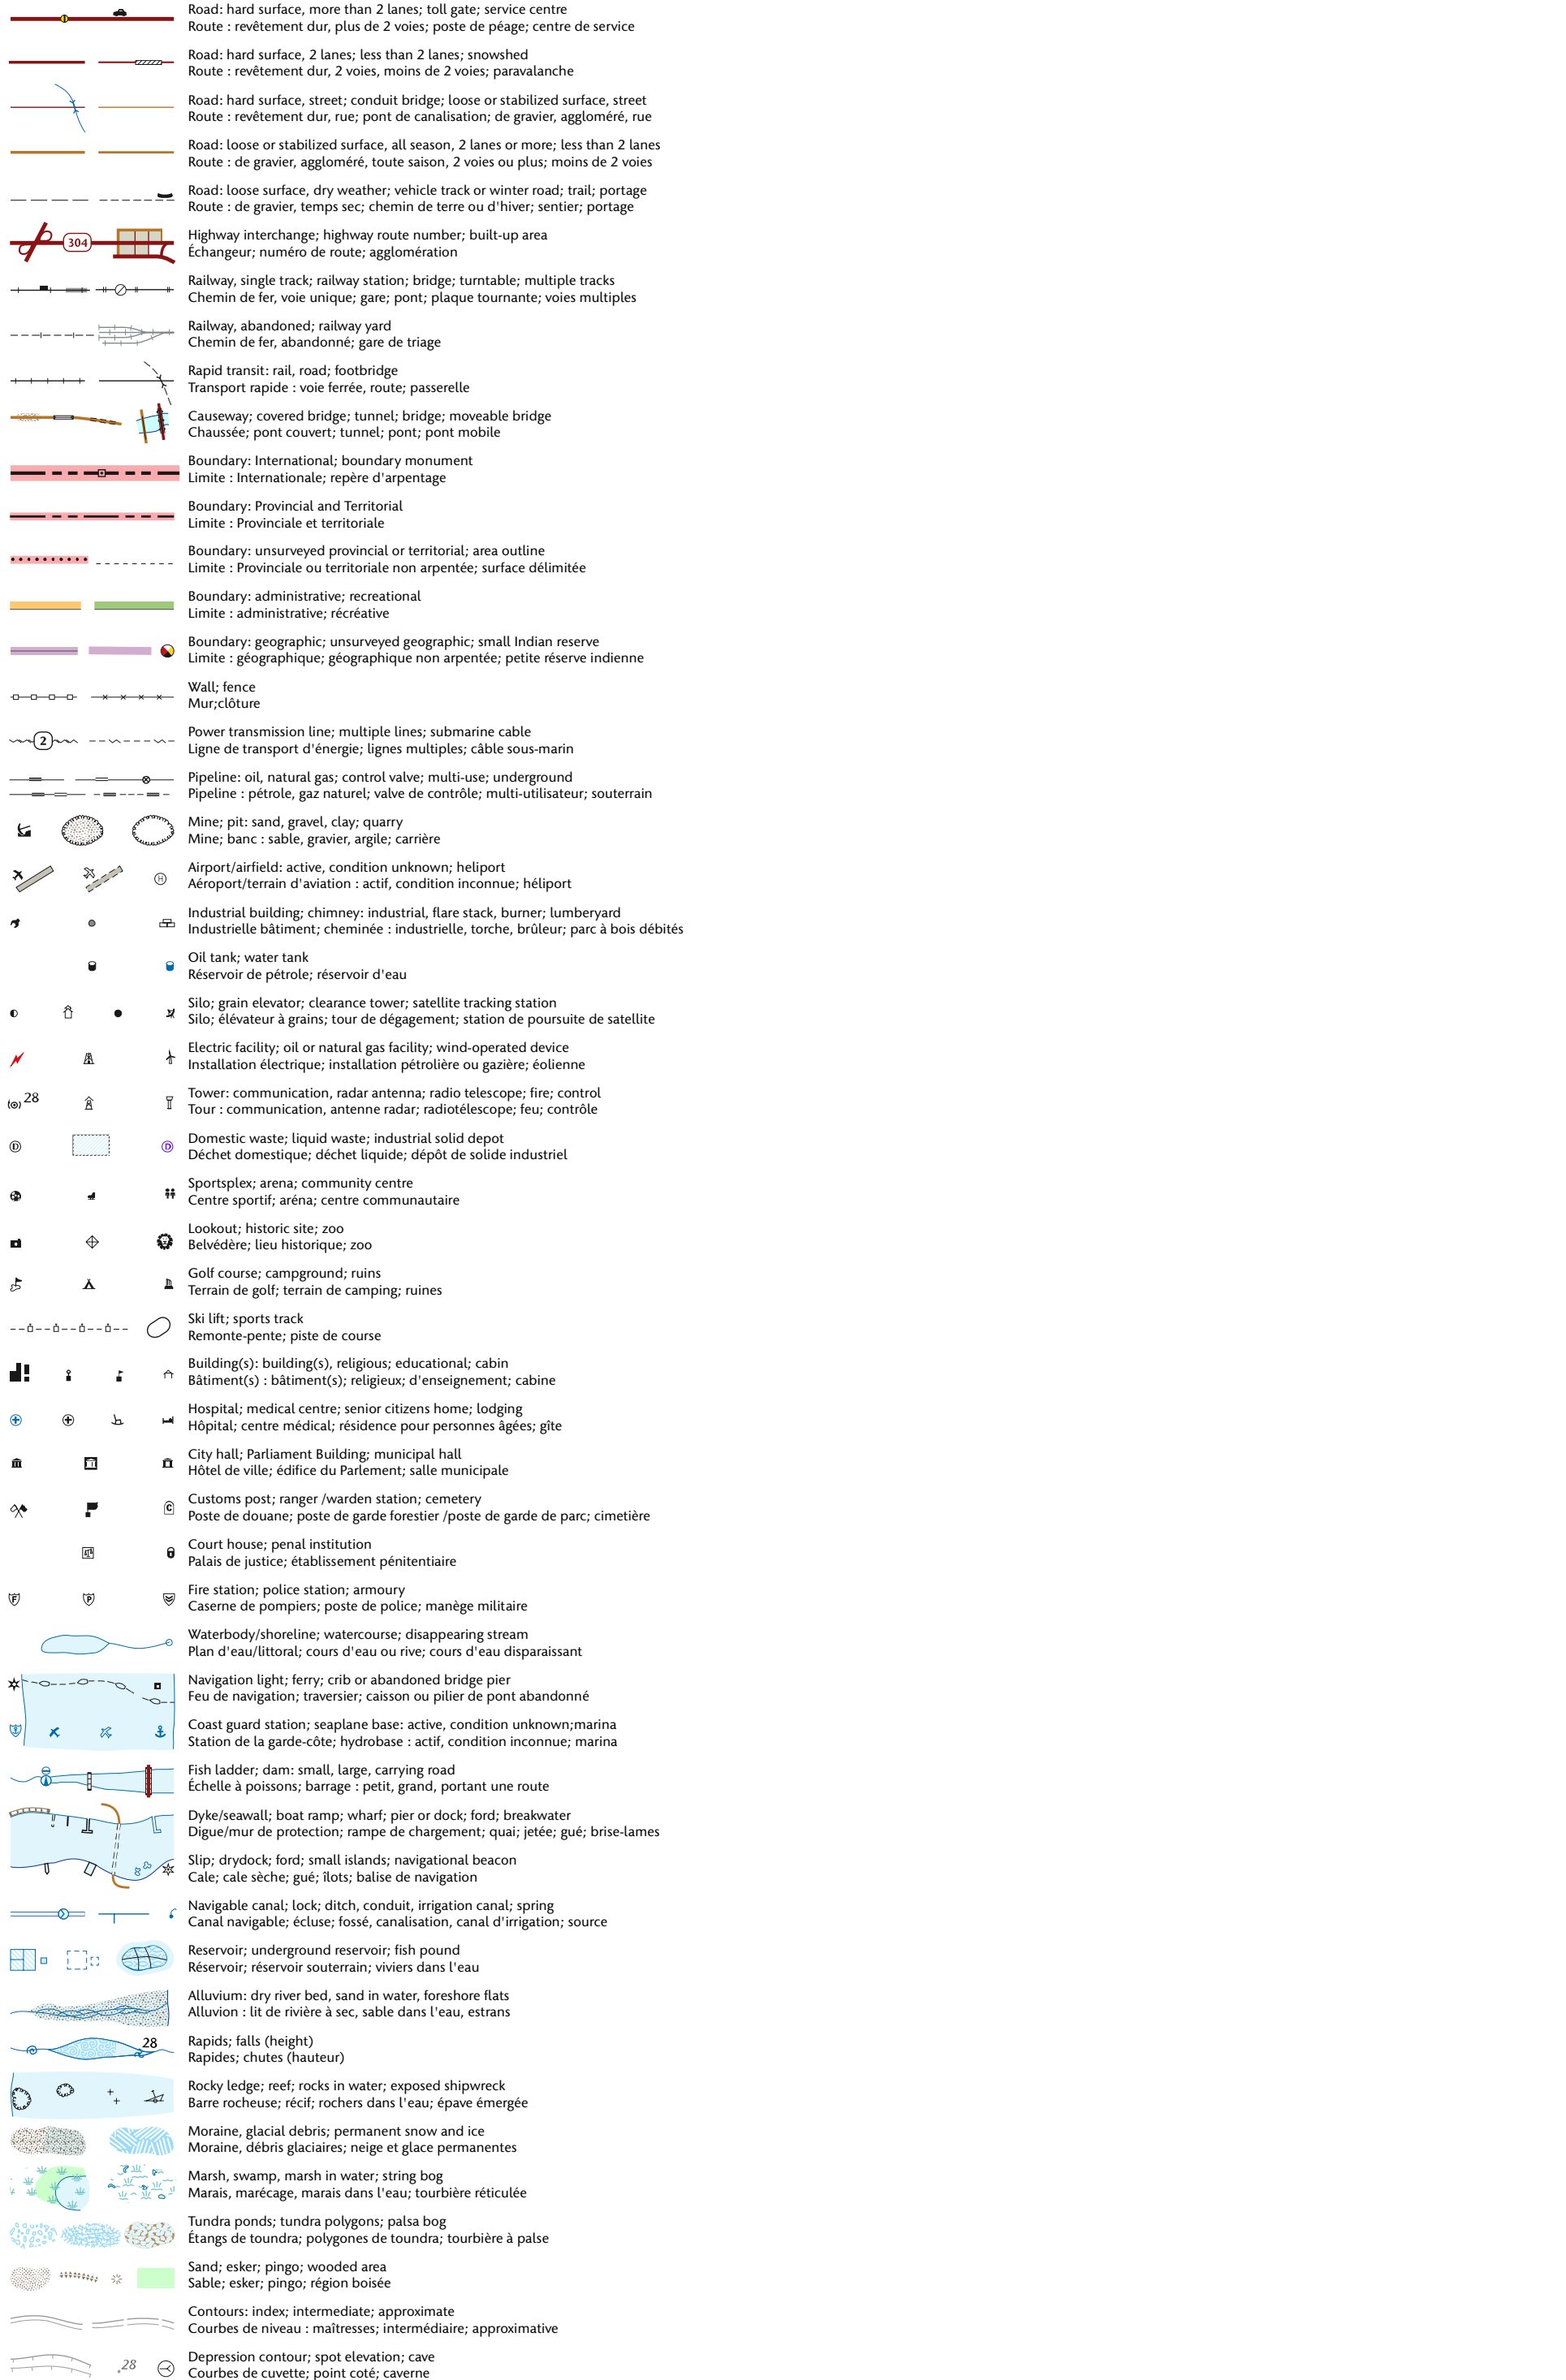 Road: hard surface, more than 2 lanes; toll gate; service centre
Route : revêtement dur, plus de 2 voies; poste de péage; centre de service
Road: hard surface, 2 lanes; less than 2 lanes; snowshed
Route : revêtement dur, 2 voies, moins de 2 voies; paravalanche
Road: hard surface, street; conduit bridge; loose or stabilized surface, street
Route : revêtement dur, rue; pont de canalisation; de gravier, aggloméré, rue
Road: loose or stabilized surface, all season, 2 lanes or more; less than 2 lanes
Route : de gravier, aggloméré, toute saison, 2 voies ou plus; moins de 2 voies
Road: loose surface, dry weather; vehicle track or winter road; trail; portage
Route : de gravier, temps sec; chemin de terre ou d'hiver; sentier; portage
304
Highway interchange; highway route number; built-up area
Échangeur; numéro de route; agglomération
Railway, single track; railway station; bridge; turntable; multiple tracks
Chemin de fer, voie unique; gare; pont; plaque tournante; voies multiples
Railway, abandoned; railway yard
Chemin de fer, abandonné; gare de triage
Rapid transit: rail, road; footbridge
Transport rapide : voie ferrée, route; passerelle
Causeway; covered bridge; tunnel; bridge; moveable bridge
Chaussée; pont couvert; tunnel; pont; pont mobile
Boundary: International; boundary monument
Limite : Internationale; repère d'arpentage
Boundary: Provincial and Territorial
Limite : Provinciale et territoriale
Boundary: unsurveyed provincial or territorial; area outline
Limite : Provinciale ou territoriale non arpentée; surface délimitée
Boundary: administrative; recreational
Limite : administrative; récréative
Boundary: geographic; unsurveyed geographic; small Indian reserve
Limite : géographique; géographique non arpentée; petite réserve indienne
Wall; fence
Mur;clôture
2
Power transmission line; multiple lines; submarine cable
Ligne de transport d'énergie; lignes multiples; câble sous-marin
Pipeline: oil, natural gas; control valve; multi-use; underground
Pipeline : pétrole, gaz naturel; valve de contrôle; multi-utilisateur; souterrain
Mine; pit: sand, gravel, clay; quarry
Mine; banc : sable, gravier, argile; carrière
H
Airport/airfield: active, condition unknown; heliport
Aéroport/terrain d'aviation : actif, condition inconnue; héliport
Industrial building; chimney: industrial, flare stack, burner; lumberyard
Industrielle bâtiment; cheminée : industrielle, torche, brûleur; parc à bois débités
Oil tank; water tank
Réservoir de pétrole; réservoir d'eau
Silo; grain elevator; clearance tower; satellite tracking station
Silo; élévateur à grains; tour de dégagement; station de poursuite de satellite
Electric facility; oil or natural gas facility; wind-operated device
Installation électrique; installation pétrolière ou gazière; éolienne
28
Tower: communication, radar antenna; radio telescope; fire; control
Tour : communication, antenne radar; radiotélescope; feu; contrôle
D D
Domestic waste; liquid waste; industrial solid depot
Déchet domestique; déchet liquide; dépôt de solide industriel
Sportsplex; arena; community centre
Centre sportif; aréna; centre communautaire
Lookout; historic site; zoo
Belvédère; lieu historique; zoo
Golf course; campground; ruins
Terrain de golf; terrain de camping; ruines
Ski lift; sports track
Remonte-pente; piste de course
Building(s): building(s), religious; educational; cabin
Bâtiment(s) : bâtiment(s); religieux; d'enseignement; cabine
Hospital; medical centre; senior citizens home; lodging
Hôpital; centre médical; résidence pour personnes âgées; gîte
City hall; Parliament Building; municipal hall
Hôtel de ville; édifice du Parlement; salle municipale
C
Customs post; ranger /warden station; cemetery
Poste de douane; poste de garde forestier /poste de garde de parc; cimetière
Court house; penal institution
Palais de justice; établissement pénitentiaire
F P
Fire station; police station; armoury
Caserne de pompiers; poste de police; manège militaire
Waterbody/shoreline; watercourse; disappearing stream
Plan d'eau/littoral; cours d'eau ou rive; cours d'eau disparaissant
Navigation light; ferry; crib or abandoned bridge pier
Feu de navigation; traversier; caisson ou pilier de pont abandonné
Coast guard station; seaplane base: active, condition unknown;marina
Station de la garde-côte; hydrobase : actif, condition inconnue; marina
Fish ladder; dam: small, large, carrying road
Échelle à poissons; barrage : petit, grand, portant une route
Dyke/seawall; boat ramp; wharf; pier or dock; ford; breakwater
Digue/mur de protection; rampe de chargement; quai; jetée; gué; brise-lames
Slip; drydock; ford; small islands; navigational beacon
Cale; cale sèche; gué; îlots; balise de navigation
Navigable canal; lock; ditch, conduit, irrigation canal; spring
Canal navigable; écluse; fossé, canalisation, canal d'irrigation; source
Reservoir; underground reservoir; fish pound
Réservoir; réservoir souterrain; viviers dans l'eau
Alluvium: dry river bed, sand in water, foreshore flats
Alluvion : lit de rivière à sec, sable dans l'eau, estrans
28
Rapids; falls (height)
Rapides; chutes (hauteur)
Rocky ledge; reef; rocks in water; exposed shipwreck
Barre rocheuse; récif; rochers dans l'eau; épave émergée
Moraine, glacial debris; permanent snow and ice
Moraine, débris glaciaires; neige et glace permanentes
Marsh, swamp, marsh in water; string bog
Marais, marécage, marais dans l'eau; tourbière réticulée
Tundra ponds; tundra polygons; palsa bog
Étangs de toundra; polygones de toundra; tourbière à palse
Sand; esker; pingo; wooded area
Sable; esker; pingo; région boisée
Contours: index; intermediate; approximate
Courbes de niveau : maîtresses; intermédiaire; approximative
.28
Depression contour; spot elevation; cave
Courbes de cuvette; point coté; caverne